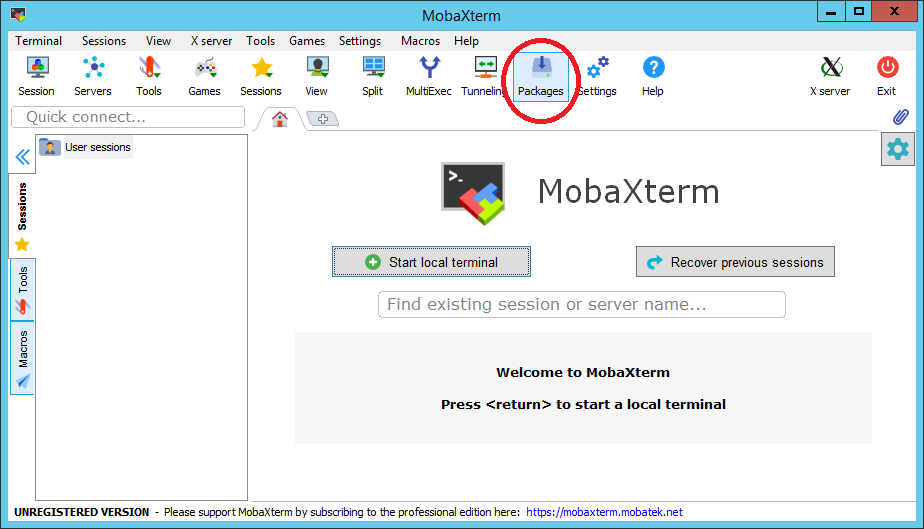 MobaXterm
Terminal Sessions View X server Tools Games Settings Macros Help
Session Servers Tools Games Sessions View Split MultiExec Tunneling Packages Settings Help X server Exit
Quick connect...
User sessions
Sessions
Tools
Macros
>_
MobaXterm
Start local terminal
Recover previous sessions
Find existing session or server name...
Welcome to MobaXterm
Press <return> to start a local terminal
UNREGISTERED VERSION - Please support MobaXterm by subscribing to the professional edition here: https://mobaxterm.mobatek.net